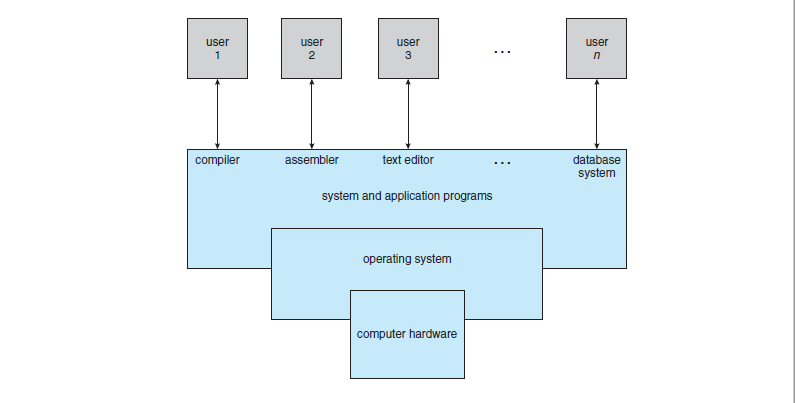 user
1
user
2
user
3
...
user
n
compiler
assembler
text editor
...
database
system
system and application programs
operating system
computer hardware